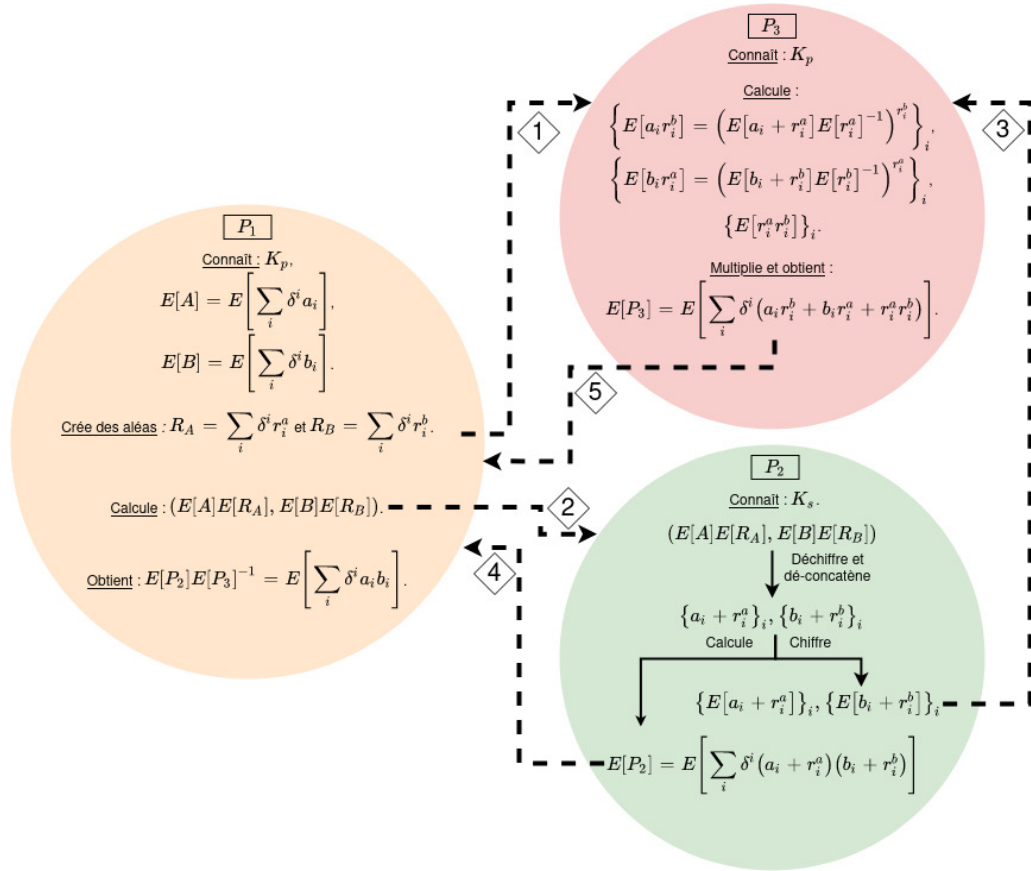 P_3
Connaît : K_p
Calcule :
{E[a_i r_i^b] = (E[a_i + r_i^a]E[r_i^a]^{-1})^{r_i^b}}_i,
{E[b_i r_i^a] = (E[b_i + r_i^b]E[r_i^b]^{-1})^{r_i^a}}_i,
{E[r_i^a r_i^b]}_i.
Multiplie et obtient :
E[P_3] = E[∑_i δ^i(a_i r_i^b + b_i r_i^a + r_i^a r_i^b)].
1
3
P_1
Connaît : K_p,
E[A] = E[∑_i δ^i a_i],
E[B] = E[∑_i δ^i b_i].
Crée des aléas : R_A = ∑_i δ^i r_i^a et R_B = ∑_i δ^i r_i^b.
Calcule : (E[A]E[R_A], E[B]E[R_B]).
Obtient : E[P_2]E[P_3]^{-1} = E[∑_i δ^i a_i b_i].
5
2
4
P_2
Connaît : K_s.
(E[A]E[R_A], E[B]E[R_B])
Déchiffre et
dé-concatène
{a_i + r_i^a}_i, {b_i + r_i^b}_i
Calcule
Chiffre
{E[a_i + r_i^a]}_i, {E[b_i + r_i^b]}_i
E[P_2] = E[∑_i δ^i(a_i + r_i^a)(b_i + r_i^b)]